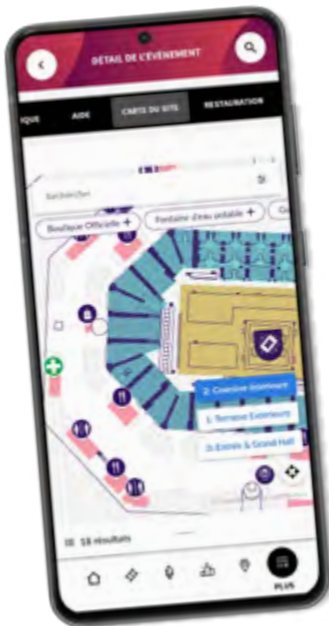 DÉTAIL DE L'ÉVÉNEMENT
IQUE AIDE CARTE DU SITE RESTAURATION
Rechercher
Boutique Officielle + Fontaine d'eau potable +
2: Coursive Intérieure
1: Terrasse Extérieure
0: Entrée & Grand Hall
18 résultats
PLUS